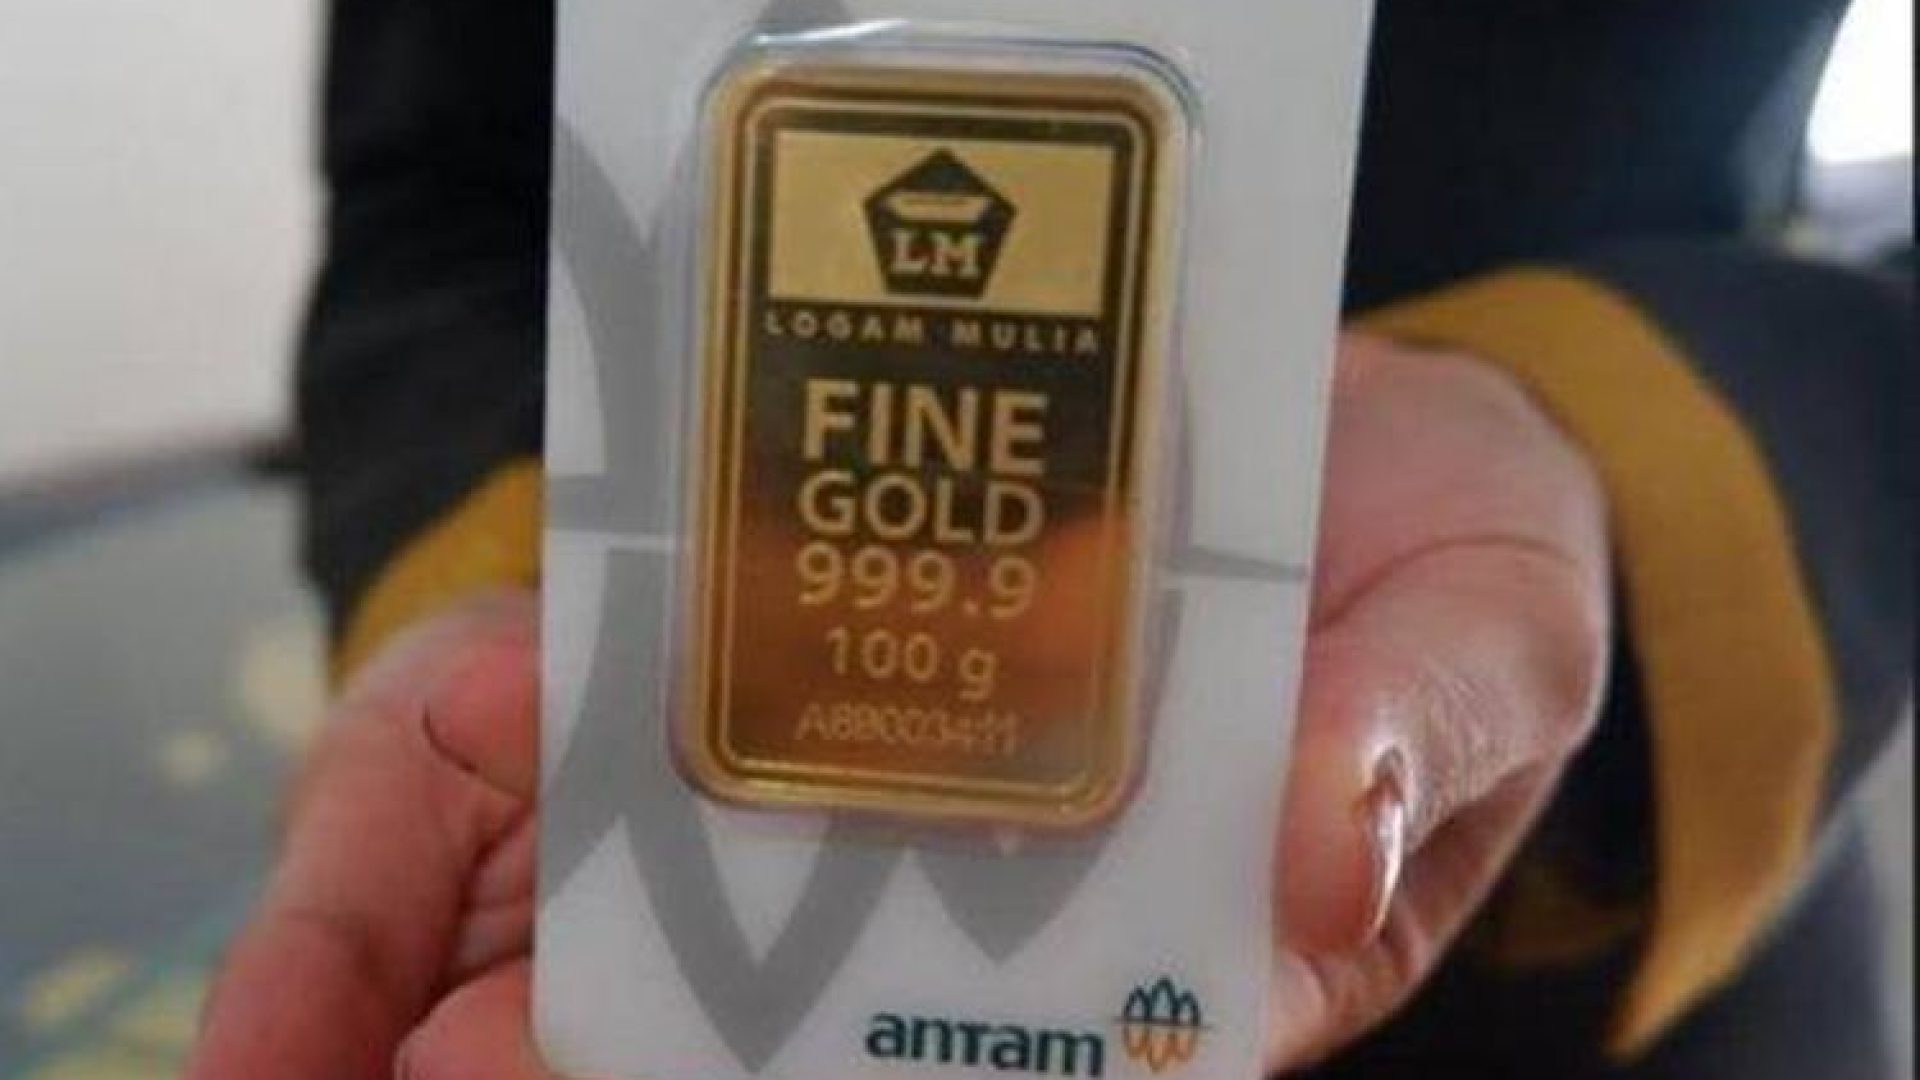 LM
LOGAM MULIA
FINE
GOLD
999.9
100 g
antam